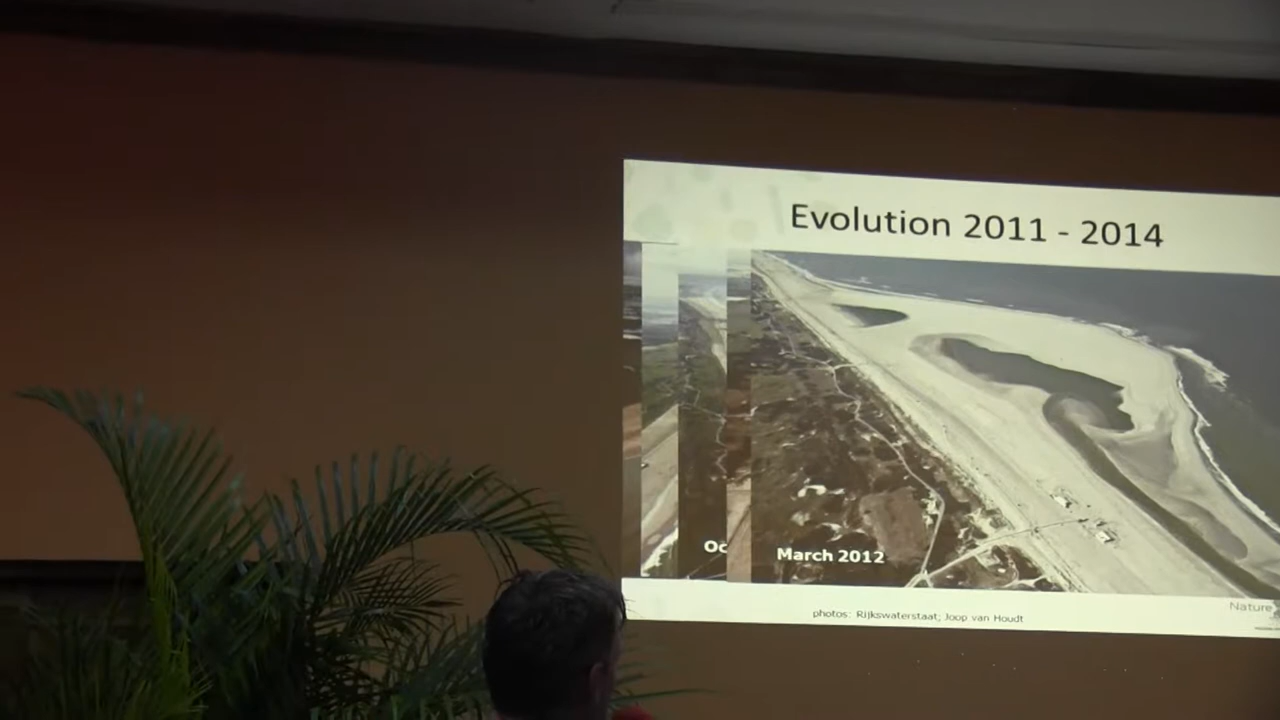 Evolution 2011 - 2014
Oc
March 2012
Nature
photos: Rijkswaterstaat; Joop van Houdt